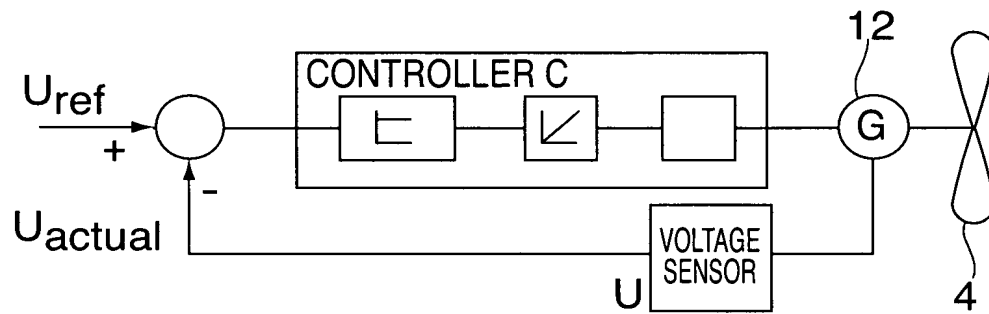 12
CONTROLLER C
Uref
+
G
-
Uactual
VOLTAGE
SENSOR
U
4